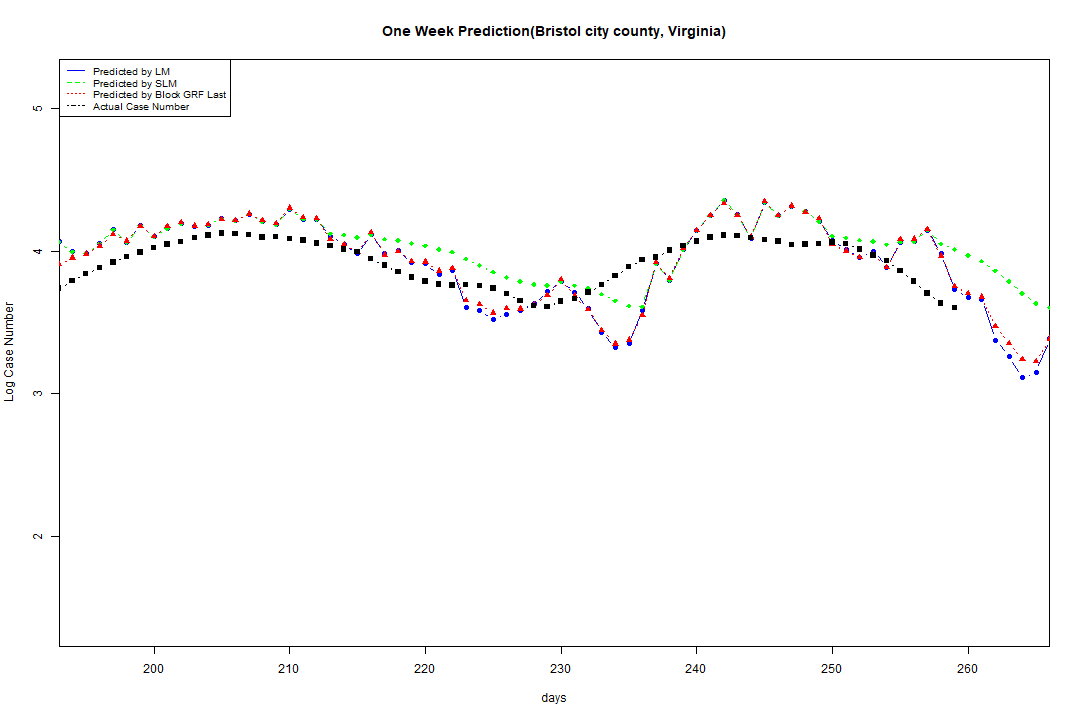 One Week Prediction(Bristol city county, Virginia)
Predicted by LM
Predicted by SLM
Predicted by Block GRF Last
Actual Case Number
5
4
3
2
Log Case Number
200 210 220 230 240 250 260
days